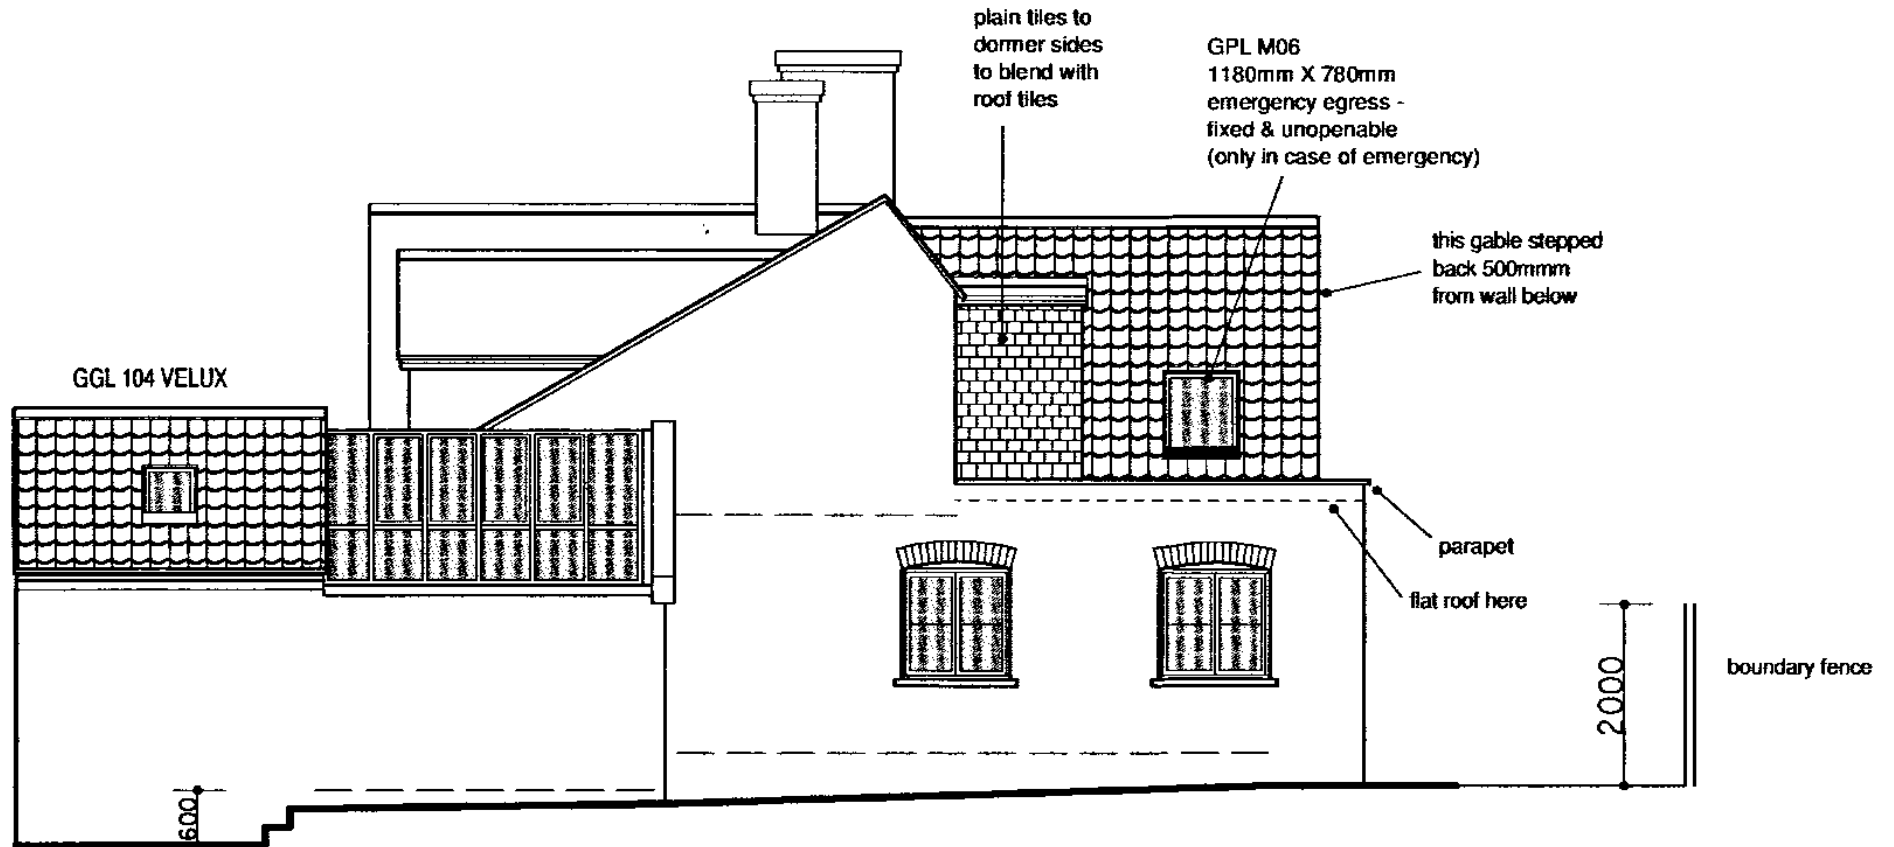 plain tiles to
dormer sides
to blend with
roof tiles
GPL M06
1180mm X 780mm
emergency egress -
fixed & unopenable
(only in case of emergency)
this gable stepped
back 500mmm
from wall below
GGL 104 VELUX
parapet
flat roof here
boundary fence
2000
600